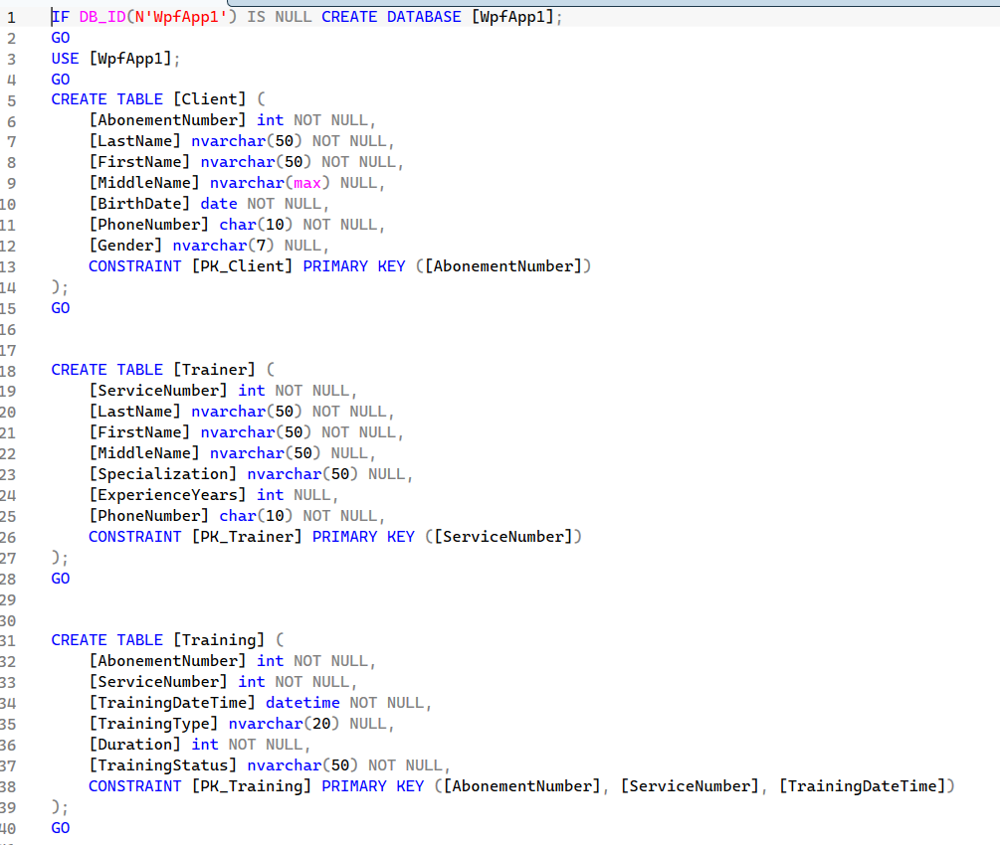 1 IF DB_ID(N'WpfApp1') IS NULL CREATE DATABASE [WpfApp1];
2 GO
3 USE [WpfApp1];
4 GO
5 CREATE TABLE [Client] (
6 [AbonementNumber] int NOT NULL,
7 [LastName] nvarchar(50) NOT NULL,
8 [FirstName] nvarchar(50) NOT NULL,
9 [MiddleName] nvarchar(max) NULL,
10 [BirthDate] date NOT NULL,
11 [PhoneNumber] char(10) NOT NULL,
12 [Gender] nvarchar(7) NULL,
13 CONSTRAINT [PK_Client] PRIMARY KEY ([AbonementNumber])
14 );
15 GO
16
17
18 CREATE TABLE [Trainer] (
19 [ServiceNumber] int NOT NULL,
20 [LastName] nvarchar(50) NOT NULL,
21 [FirstName] nvarchar(50) NOT NULL,
22 [MiddleName] nvarchar(50) NULL,
23 [Specialization] nvarchar(50) NULL,
24 [ExperienceYears] int NULL,
25 [PhoneNumber] char(10) NOT NULL,
26 CONSTRAINT [PK_Trainer] PRIMARY KEY ([ServiceNumber])
27 );
28 GO
29
30
31 CREATE TABLE [Training] (
32 [AbonementNumber] int NOT NULL,
33 [ServiceNumber] int NOT NULL,
34 [TrainingDateTime] datetime NOT NULL,
35 [TrainingType] nvarchar(20) NULL,
36 [Duration] int NOT NULL,
37 [TrainingStatus] nvarchar(50) NOT NULL,
38 CONSTRAINT [PK_Training] PRIMARY KEY ([AbonementNumber], [ServiceNumber], [TrainingDateTime])
39 );
40 GO